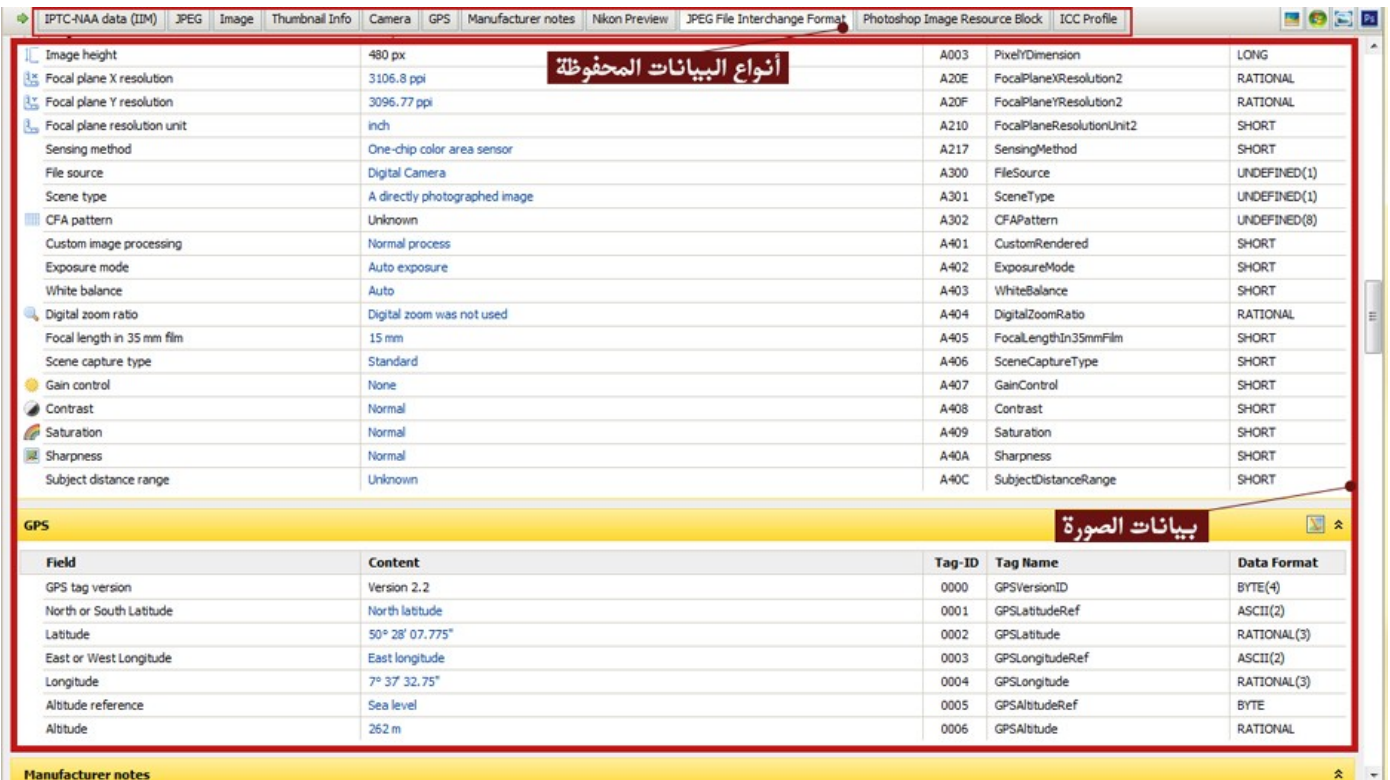 IPTC-NAA data (IIM) JPEG Image Thumbnail Info Camera GPS Manufacturer notes Nikon Preview JPEG File Interchange Format Photoshop Image Resource Block ICC Profile
Image height 480 px A003 PixelYDimension LONG
أنواع البيانات المحفوظة
Focal plane X resolution 3106.8 ppi A20E FocalPlaneXResolution2 RATIONAL
Focal plane Y resolution 3096.77 ppi A20F FocalPlaneYResolution2 RATIONAL
Focal plane resolution unit inch A210 FocalPlaneResolutionUnit2 SHORT
Sensing method One-chip color area sensor A217 SensingMethod SHORT
File source Digital Camera A300 FileSource UNDEFINED(1)
Scene type A directly photographed image A301 SceneType UNDEFINED(1)
CFA pattern Unknown A302 CFAPattern UNDEFINED(8)
Custom image processing Normal process A401 CustomRendered SHORT
Exposure mode Auto exposure A402 ExposureMode SHORT
White balance Auto A403 WhiteBalance SHORT
Digital zoom ratio Digital zoom was not used A404 DigitalZoomRatio RATIONAL
Focal length in 35 mm film 15 mm A405 FocalLengthIn35mmFilm SHORT
Scene capture type Standard A406 SceneCaptureType SHORT
Gain control None A407 GainControl SHORT
Contrast Normal A408 Contrast SHORT
Saturation Normal A409 Saturation SHORT
Sharpness Normal A40A Sharpness SHORT
Subject distance range Unknown A40C SubjectDistanceRange SHORT
GPS
بيانات الصورة
Field Content Tag-ID Tag Name Data Format
GPS tag version Version 2.2 0000 GPSVersionID BYTE(4)
North or South Latitude North latitude 0001 GPSLatitudeRef ASCII(2)
Latitude 50° 28' 07.775" 0002 GPSLatitude RATIONAL(3)
East or West Longitude East longitude 0003 GPSLongitudeRef ASCII(2)
Longitude 7° 37' 32.75" 0004 GPSLongitude RATIONAL(3)
Altitude reference Sea level 0005 GPSAltitudeRef BYTE
Altitude 262 m 0006 GPSAltitude RATIONAL
Manufacturer notes